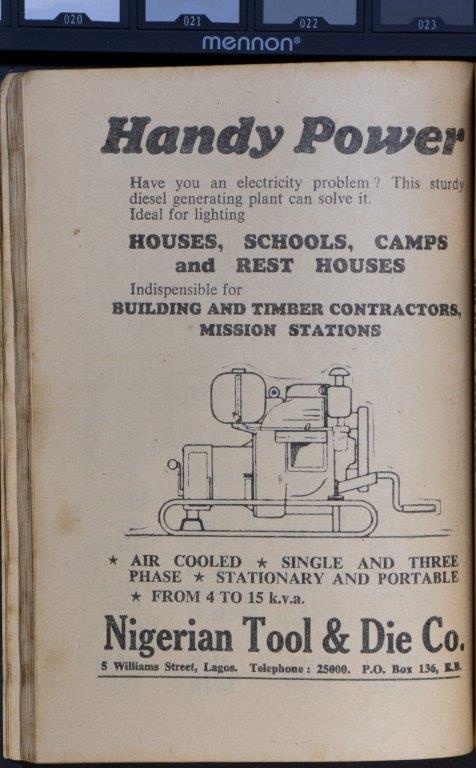 020 021 022 023
mennon®
Handy Power
Have you an electricity problem? This sturdy
diesel generating plant can solve it.
Ideal for lighting
HOUSES, SCHOOLS, CAMPS
and REST HOUSES
Indispensible for
BUILDING AND TIMBER CONTRACTORS,
MISSION STATIONS
★ AIR COOLED ★ SINGLE AND THREE
PHASE ★ STATIONARY AND PORTABLE
★ FROM 4 TO 15 k.v.a.
Nigerian Tool & Die Co.
5 Williams Street, Lagos. Telephone: 25000. P.O. Box 136, E.B.